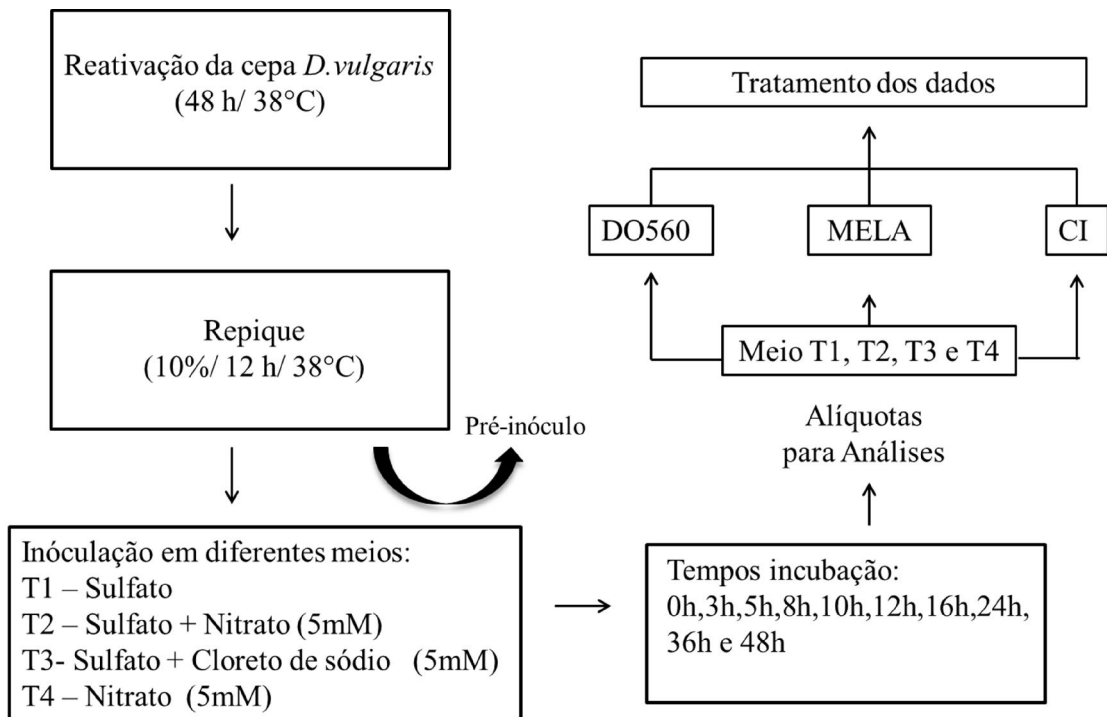 Reativação da cepa D.vulgaris
(48 h/ 38°C)
Repique
(10%/ 12 h/ 38°C)
Pré-inóculo
Inóculação em diferentes meios:
T1 – Sulfato
T2 – Sulfato + Nitrato (5mM)
T3- Sulfato + Cloreto de sódio (5mM)
T4 – Nitrato (5mM)
Tempos incubação:
0h,3h,5h,8h,10h,12h,16h,24h,
36h e 48h
Alíquotas
para Análises
Meio T1, T2, T3 e T4
DO560 MELA CI
Tratamento dos dados